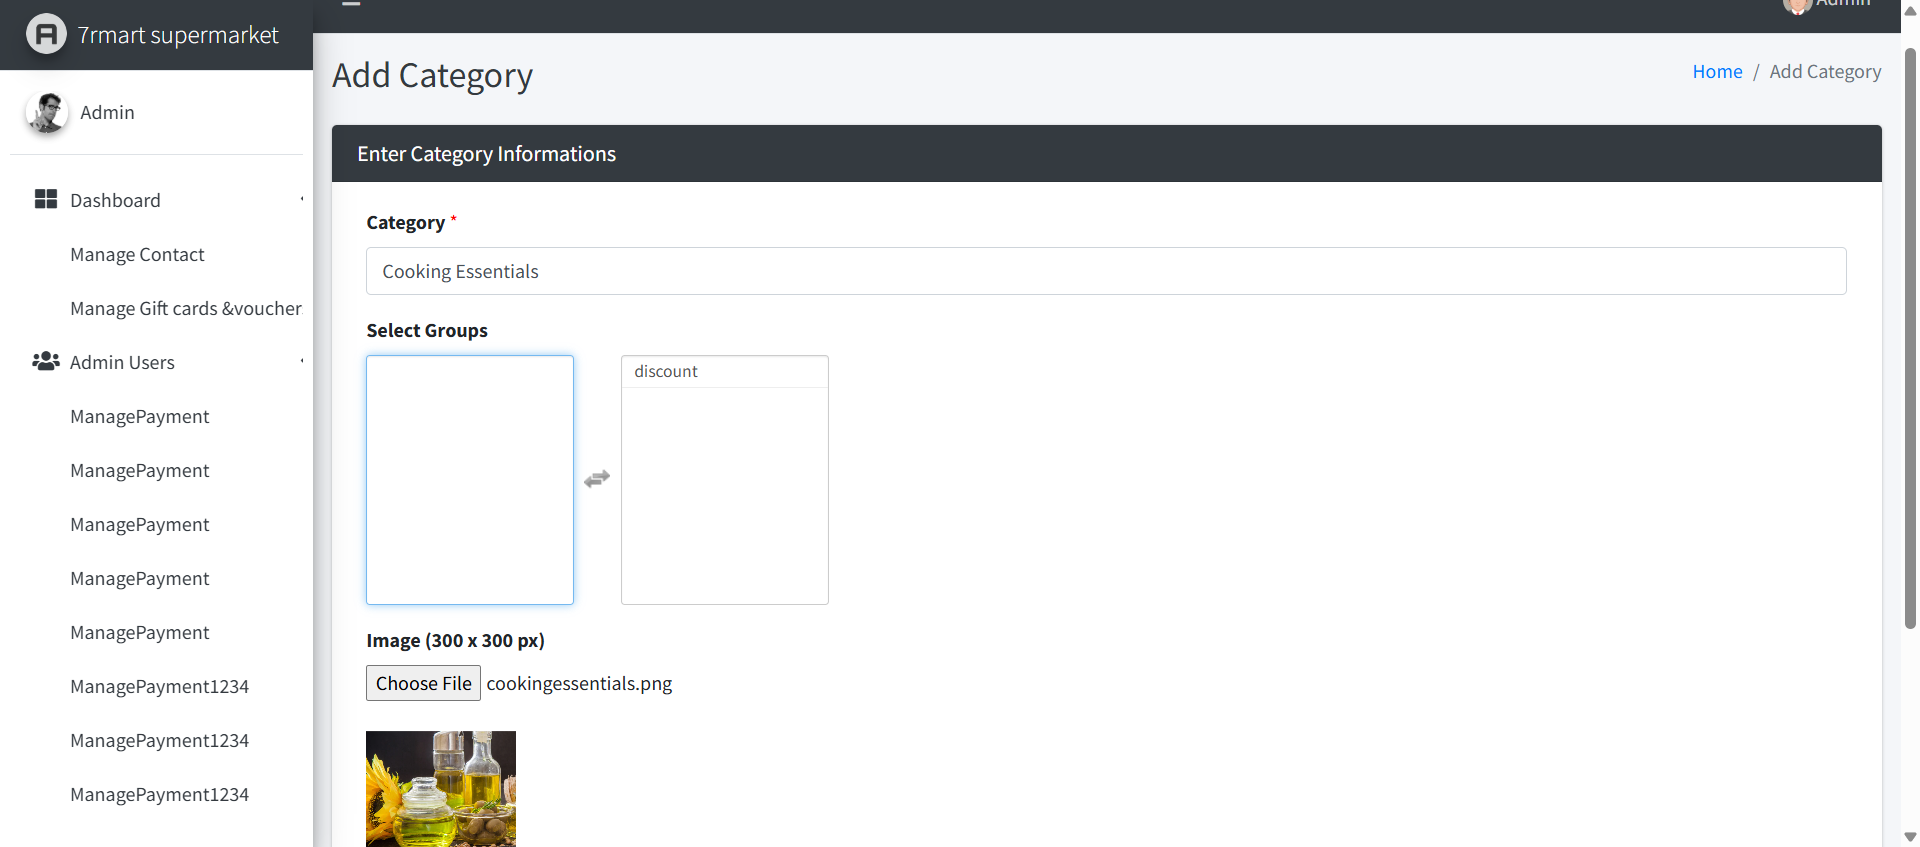 7rmart supermarket
Admin
Admin
Dashboard
Manage Contact
Manage Gift cards &voucher
Admin Users
ManagePayment
ManagePayment
ManagePayment
ManagePayment
ManagePayment
ManagePayment1234
ManagePayment1234
ManagePayment1234
Add Category
Home / Add Category
Enter Category Informations
Category *
Cooking Essentials
Select Groups
discount
Image (300 x 300 px)
Choose File cookingessentials.png